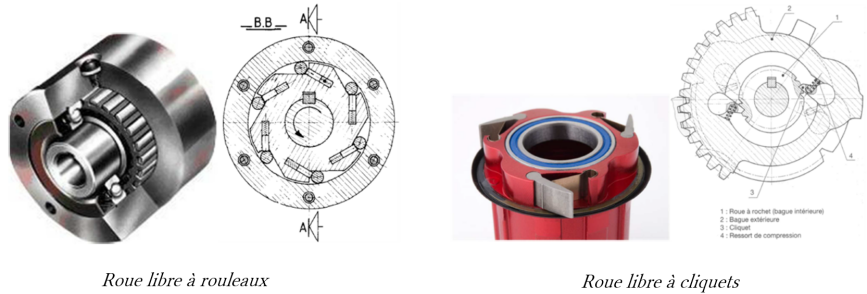 B.B
A
A
2
1
3
4
1 : Roue à rochet (bague intérieure)
2 : Bague extérieure
3 : Cliquet
4 : Ressort de compression
Roue libre à rouleaux
Roue libre à cliquets